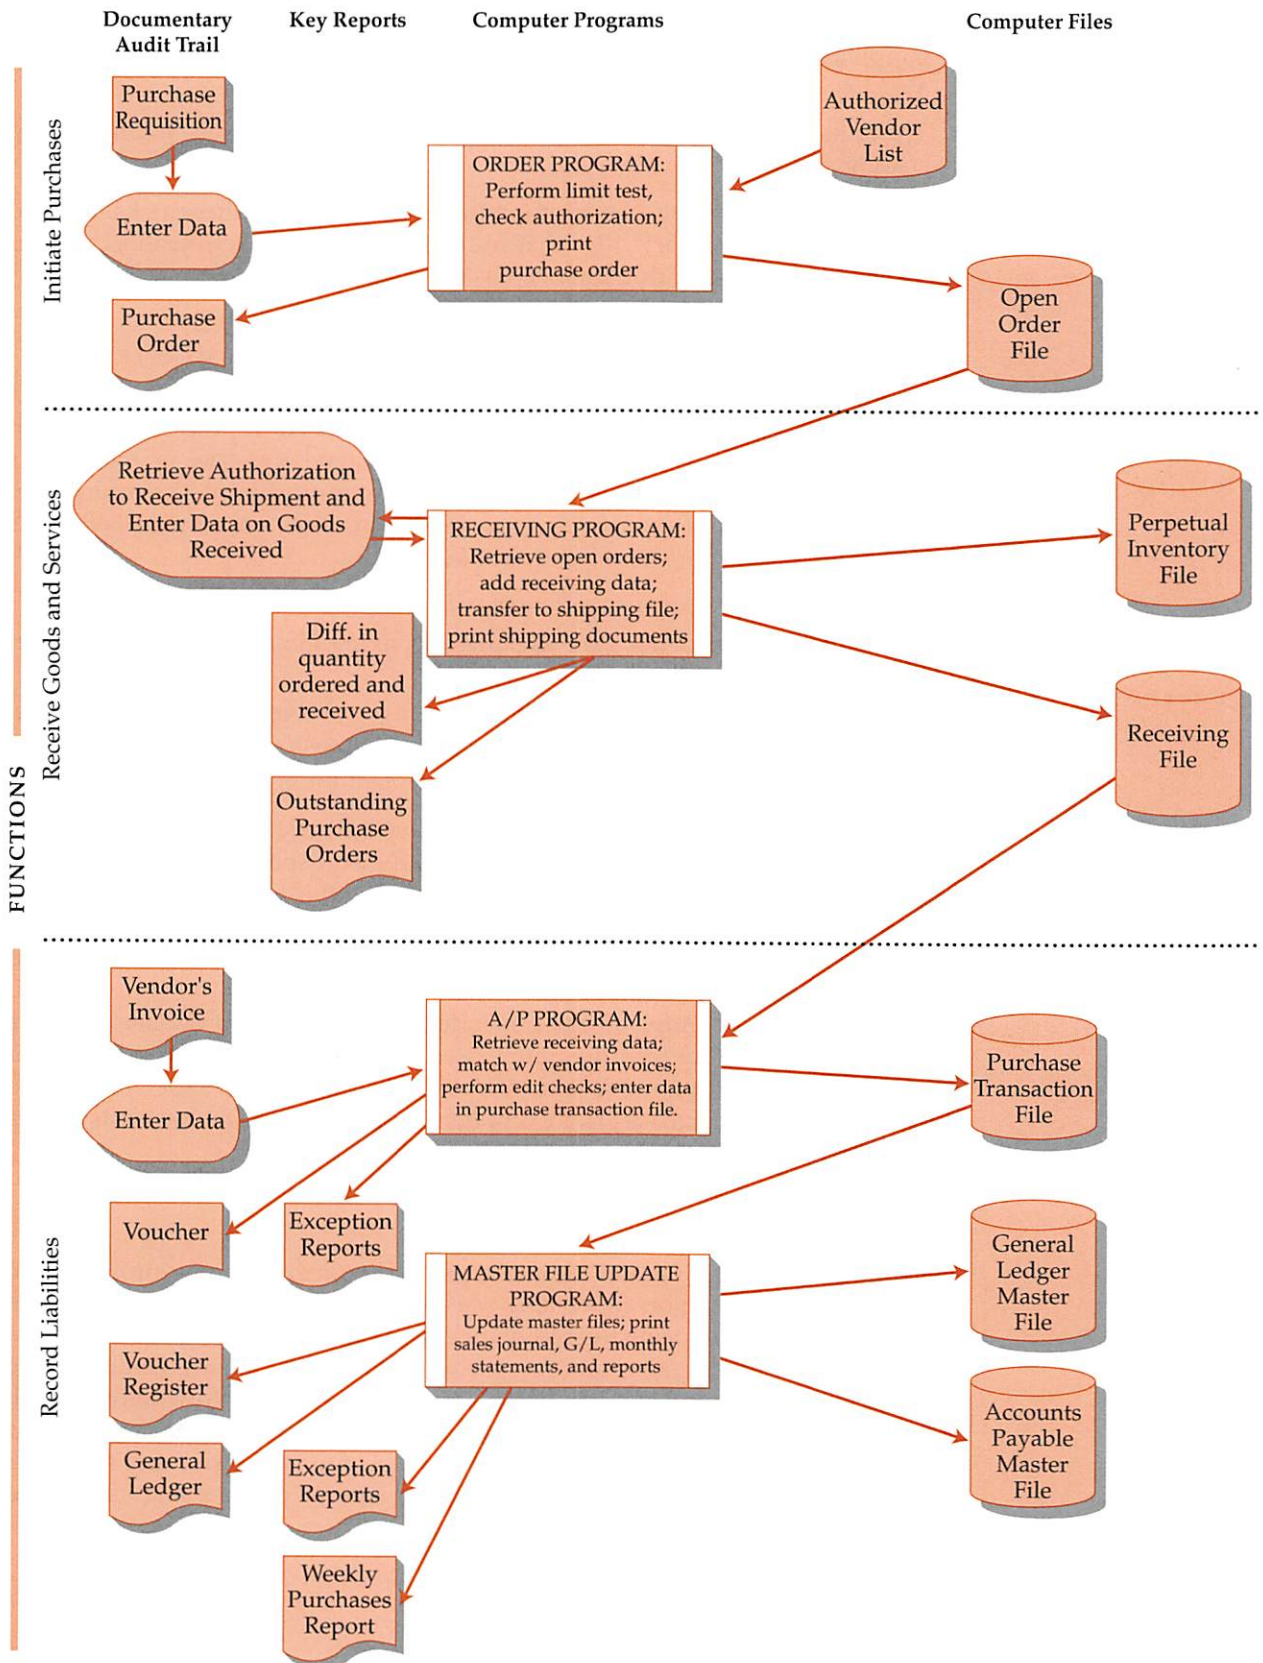 Documentary
Audit Trail
Key Reports
Computer Programs
Computer Files
FUNCTIONS
Initiate Purchases
Purchase
Requisition
Enter Data
Purchase
Order
ORDER PROGRAM:
Perform limit test,
check authorization;
print
purchase order
Authorized
Vendor
List
Open
Order
File
Receive Goods and Services
Retrieve Authorization
to Receive Shipment and
Enter Data on Goods
Received
RECEIVING PROGRAM:
Retrieve open orders;
add receiving data;
transfer to shipping file;
print shipping documents
Diff. in
quantity
ordered and
received
Outstanding
Purchase
Orders
Perpetual
Inventory
File
Receiving
File
Record Liabilities
Vendor's
Invoice
Enter Data
Voucher
A/P PROGRAM:
Retrieve receiving data;
match w/ vendor invoices;
perform edit checks; enter data
in purchase transaction file.
Exception
Reports
Purchase
Transaction
File
MASTER FILE UPDATE
PROGRAM:
Update master files; print
sales journal, G/L, monthly
statements, and reports
General
Ledger
Master
File
Accounts
Payable
Master
File
Voucher
Register
General
Ledger
Exception
Reports
Weekly
Purchases
Report